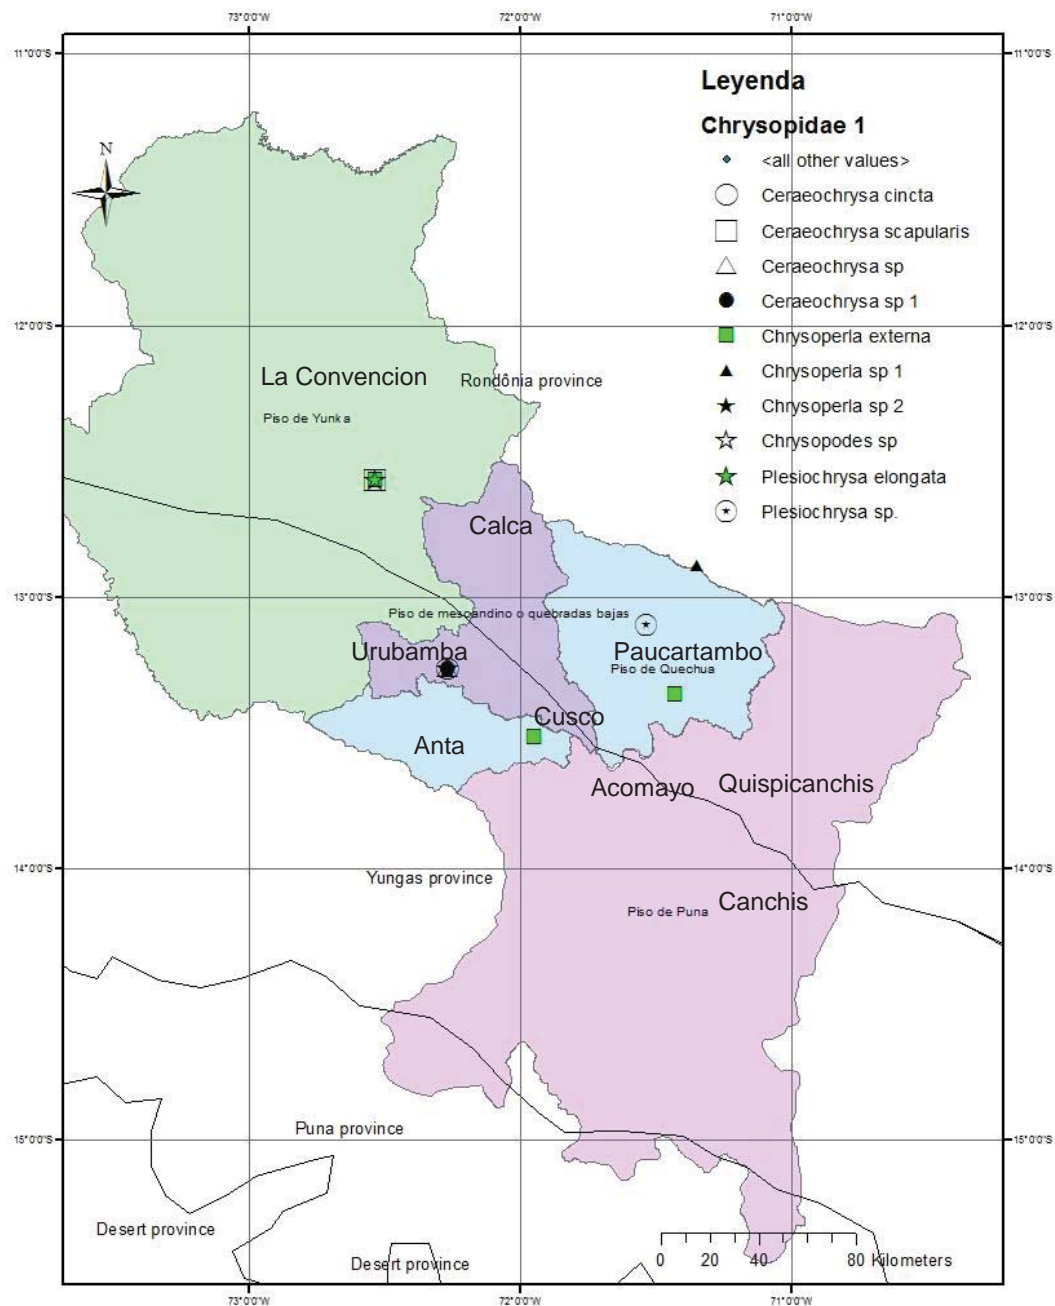 73°0'0"W 72°0'0"W 71°0'0"W
11°0'0"S 11°0'0"S
Leyenda
Chrysopidae 1
<all other values>
Ceraeochrysa cincta
Ceraeochrysa scapularis
Ceraeochrysa sp
Ceraeochrysa sp 1
Chrysoperla externa
Chrysoperla sp 1
Chrysoperla sp 2
Chrysopodes sp
Plesiochrysa elongata
Plesiochrysa sp.
N
12°0'0"S 12°0'0"S
La Convencion
Rondônia province
Piso de Yunka
Calca
13°0'0"S 13°0'0"S
Piso de mesoandino o quebradas bajas
Urubamba
Paucartambo
Piso de Quechua
Cusco
Anta
Acomayo
Quispicanchis
14°0'0"S 14°0'0"S
Yungas province
Canchis
Piso de Puna
Puna province
15°0'0"S 15°0'0"S
Desert province
Desert province
0 20 40 80 Kilometers
73°0'0"W 72°0'0"W 71°0'0"W